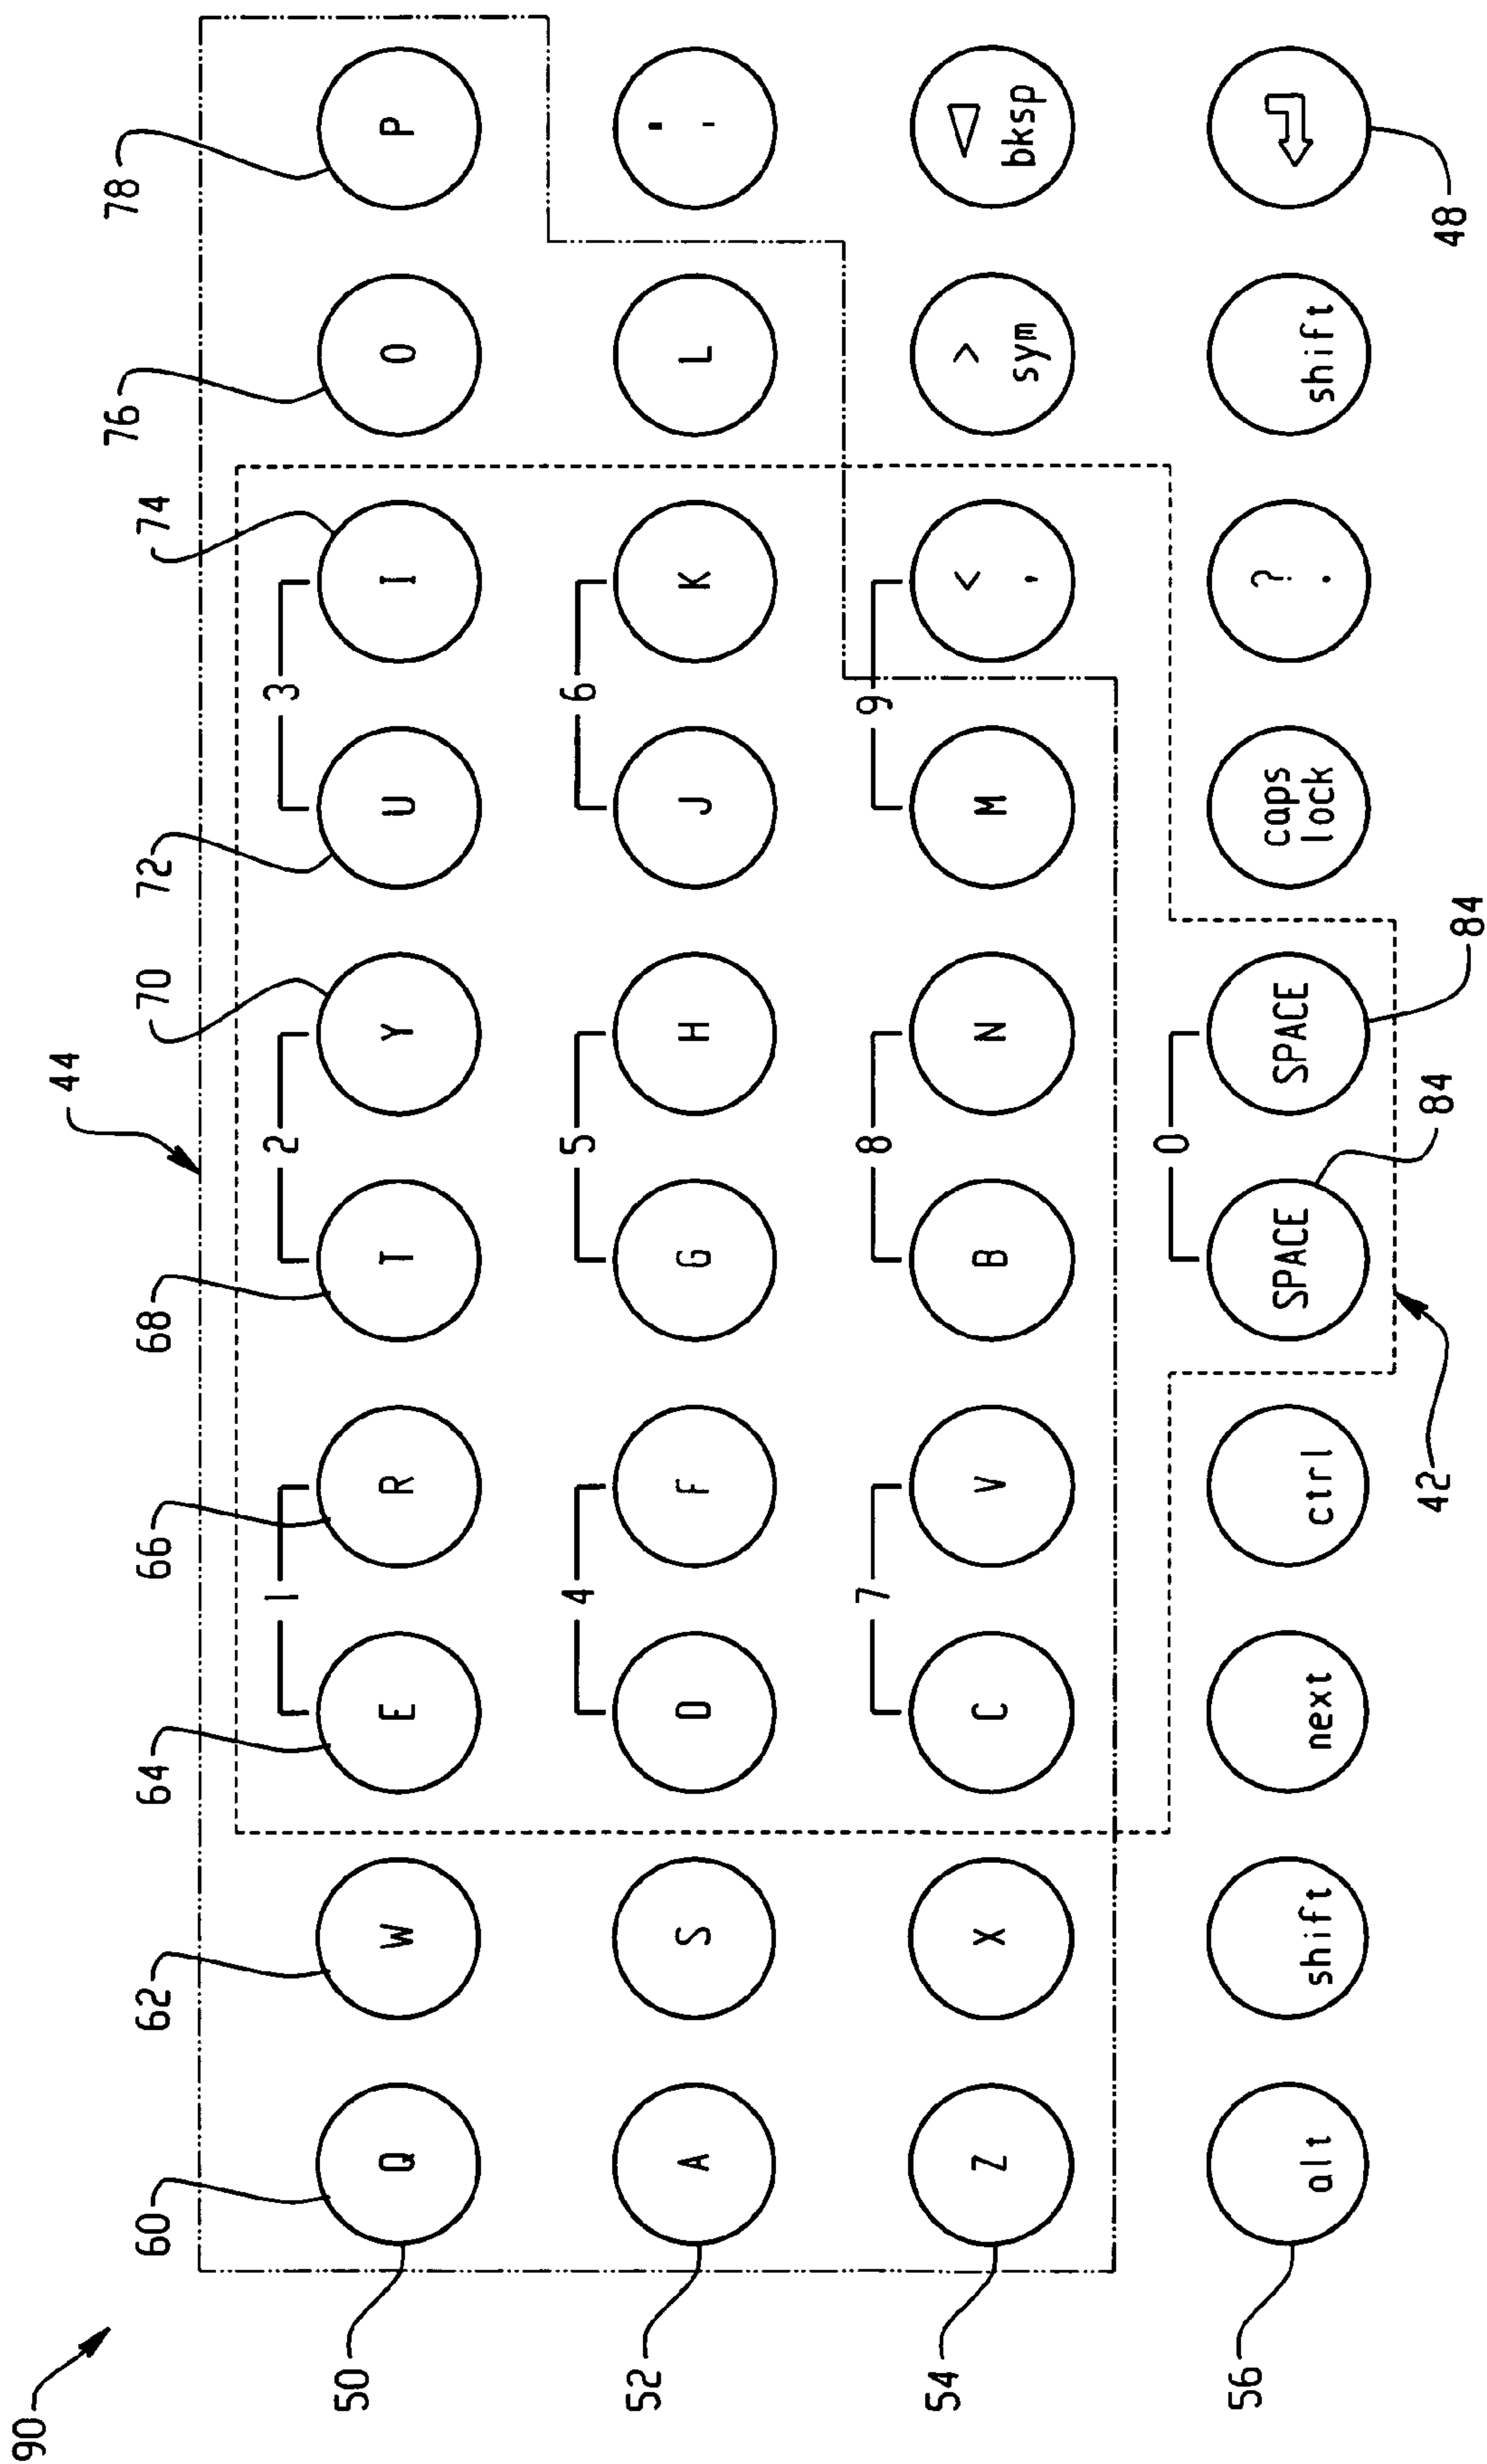 90
44
60 62 64 66 68 70 72 74 76 78
1 2 3
50 Q W E R T Y U I O P
4 5 6
52 A S D F G H J K L " '
7 8 9
54 Z X C V B N M < , > sym bksp
0
56 alt shift next ctrl SPACE SPACE caps lock ? . shift
42 84 84 48